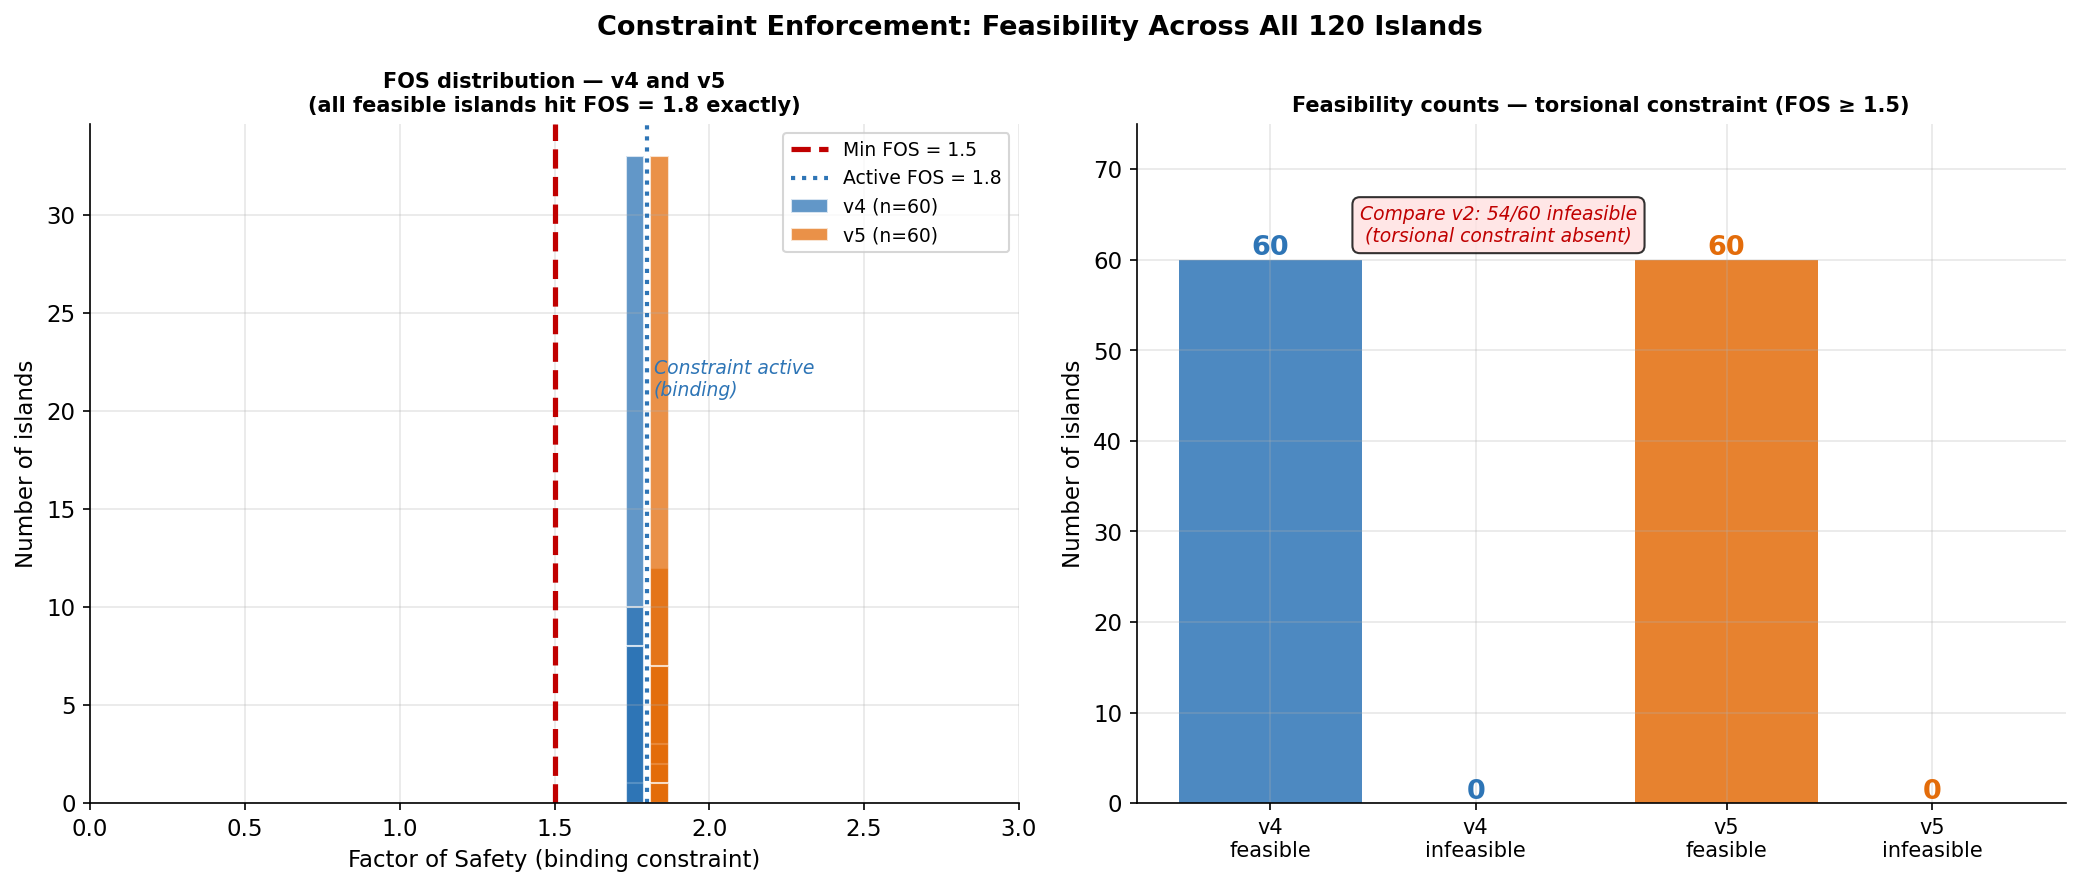 Constraint Enforcement: Feasibility Across All 120 Islands
FOS distribution — v4 and v5
(all feasible islands hit FOS = 1.8 exactly)
Number of islands
30
25
20
15
10
5
0
0.0
0.5
1.0
1.5
2.0
2.5
3.0
Factor of Safety (binding constraint)
Min FOS = 1.5
Active FOS = 1.8
v4 (n=60)
v5 (n=60)
Constraint active
(binding)
Feasibility counts — torsional constraint (FOS ≥ 1.5)
Number of islands
70
60
50
40
30
20
10
0
60
Compare v2: 54/60 infeasible
(torsional constraint absent)
60
0
0
v4
feasible
v4
infeasible
v5
feasible
v5
infeasible